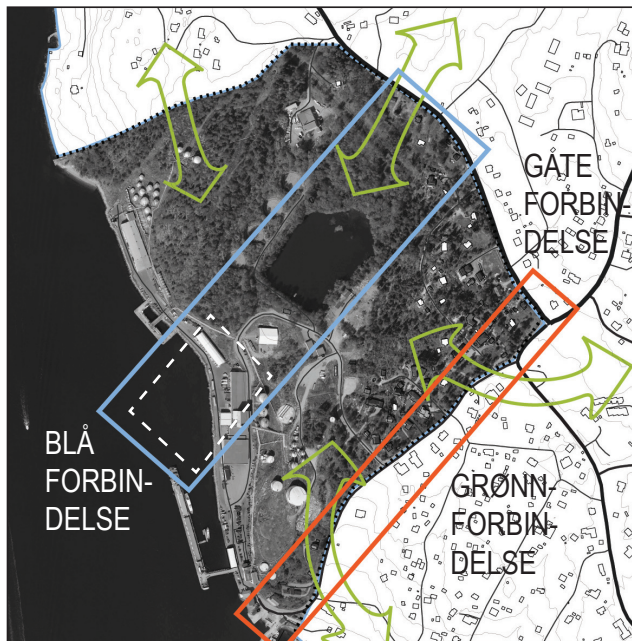 GATE
FORBIN-
DELSE
BLÅ
FORBIN-
DELSE
GRØNN-
FORBIN-
DELSE